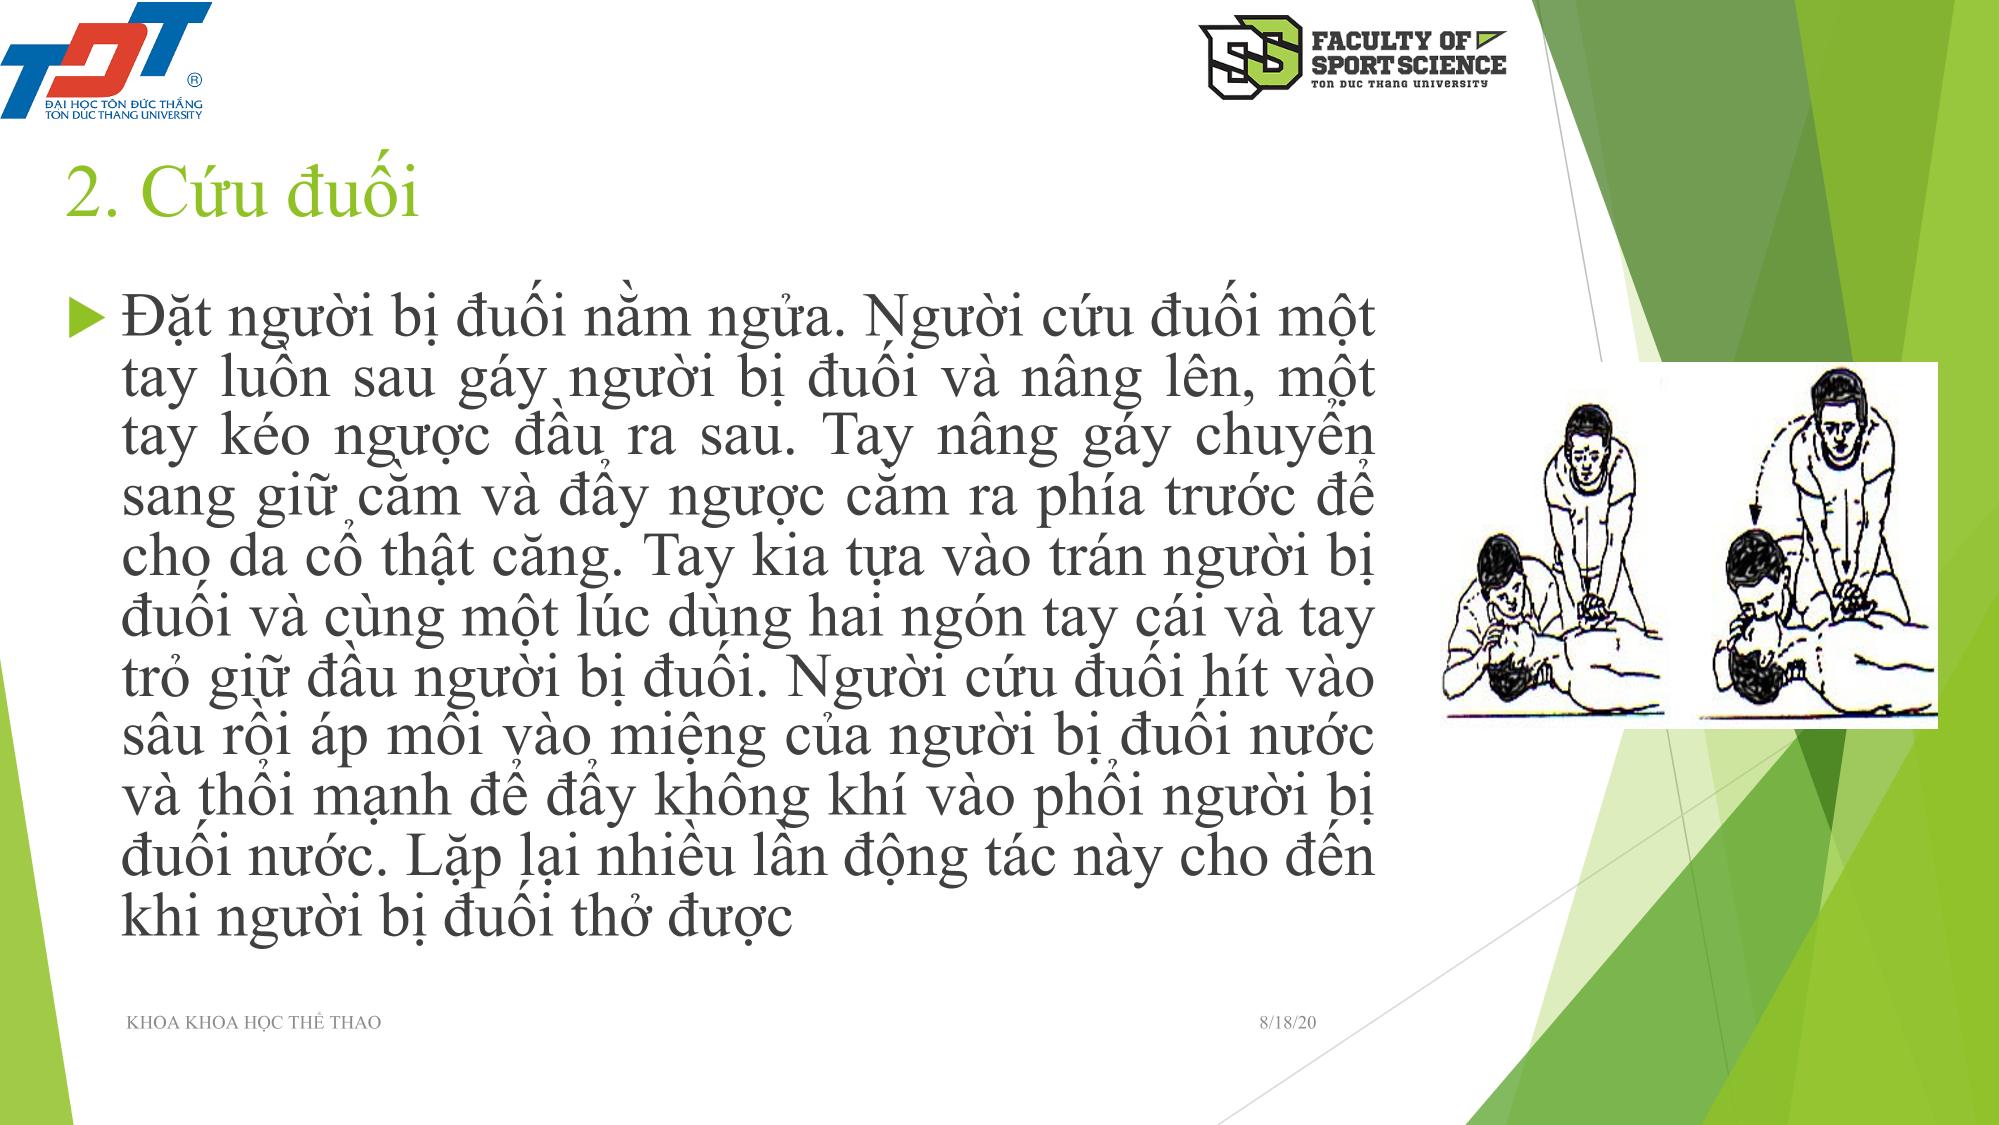 ĐẠI HỌC TÔN ĐỨC THẮNG
TON DUC THANG UNIVERSITY
®
FACULTY OF
SPORT SCIENCE
TON DUC THANG UNIVERSITY
2. Cứu đuối
Đặt người bị đuối nằm ngửa. Người cứu đuối một
tay luồn sau gáy người bị đuối và nâng lên, một
tay kéo ngược đầu ra sau. Tay nâng gáy chuyển
sang giữ cằm và đẩy ngược cằm ra phía trước để
cho da cổ thật căng. Tay kia tựa vào trán người bị
đuối và cùng một lúc dùng hai ngón tay cái và tay
trỏ giữ đầu người bị đuối. Người cứu đuối hít vào
sâu rồi áp môi vào miệng của người bị đuối nước
và thổi mạnh để đẩy không khí vào phổi người bị
đuối nước. Lặp lại nhiều lần động tác này cho đến
khi người bị đuối thở được
KHOA KHOA HỌC THỂ THAO
8/18/20